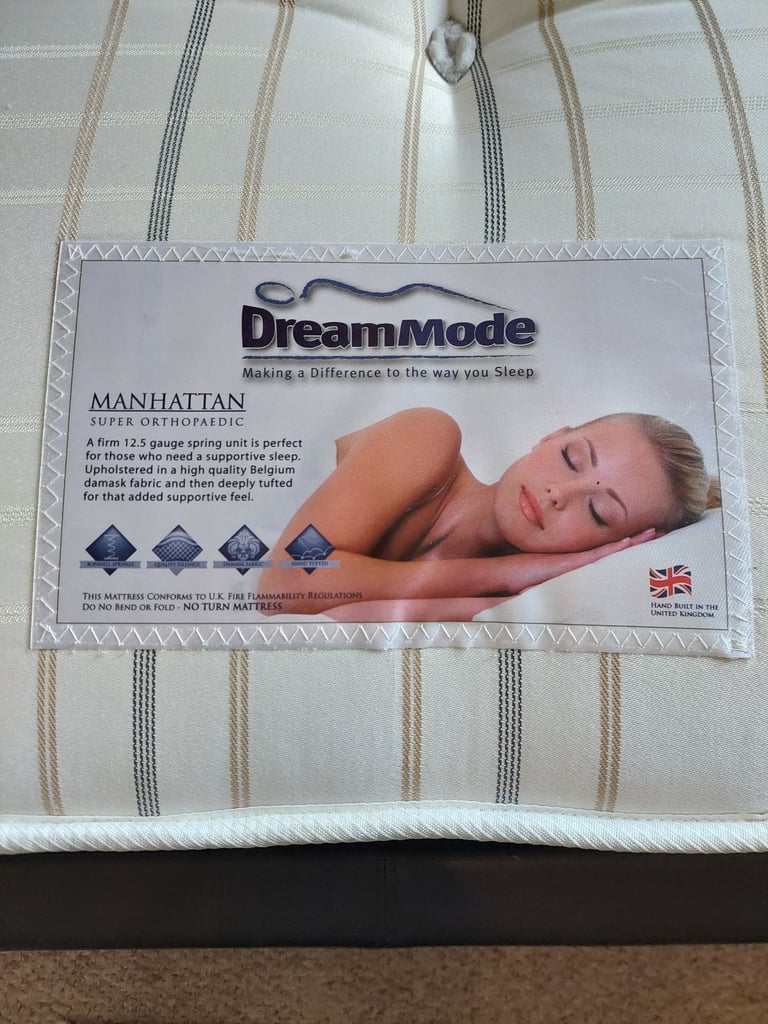 DreamMode
Making a Difference to the way you Sleep
MANHATTAN
SUPER ORTHOPAEDIC
A firm 12.5 gauge spring unit is perfect
for those who need a supportive sleep.
Upholstered in a high quality Belgium
damask fabric and then deeply tufted
for that added supportive feel.
BONNELL SPRINGS
QUALITY FILLINGS
DAMASK FABRIC
HAND TUFTED
THIS MATTRESS CONFORMS TO U.K. FIRE FLAMMABILITY REGULATIONS
DO NO BEND OR FOLD - NO TURN MATTRESS
HAND BUILT IN THE
UNITED KINGDOM